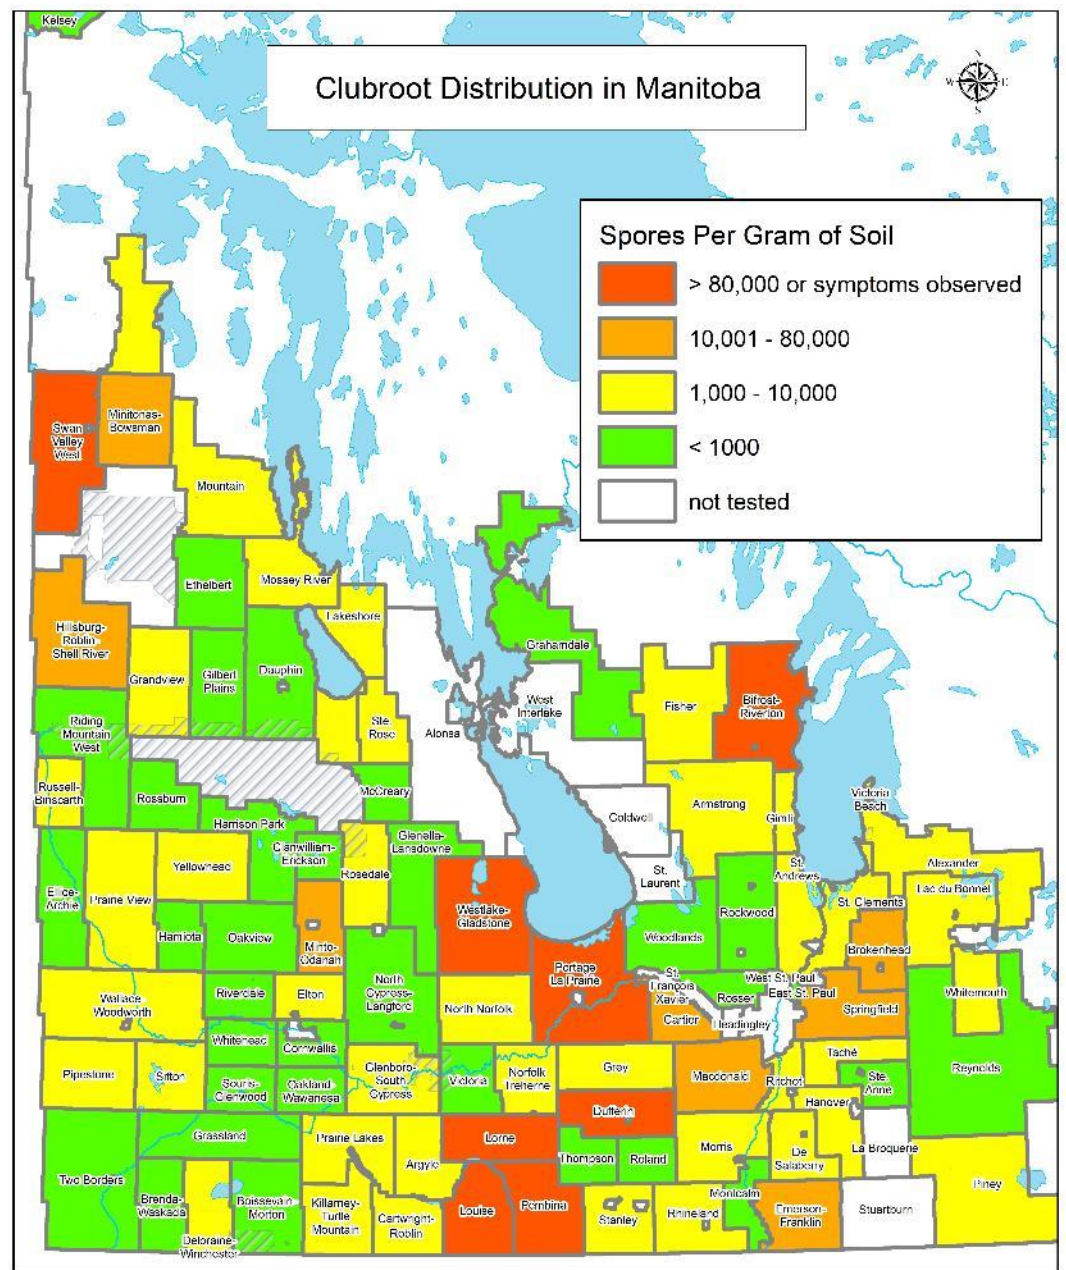 Kelsey
Clubroot Distribution in Manitoba
N
W
E
S
Spores Per Gram of Soil
> 80,000 or symptoms observed
10,001 - 80,000
1,000 - 10,000
< 1000
not tested
Swan
Valley
West
Minitonas-
Bowsman
Mountain
Ethelbert
Mossey River
Lakeshore
Hillsburg-
Roblin-
Shell River
Grandview
Gilbert
Plains
Dauphin
Ste.
Rose
Alonsa
Grahamdale
West
Interlake
Fisher
Bifrost-
Riverton
Riding
Mountain
West
Russell-
Binscarth
Rossburn
McCreary
Harrison Park
Clanwilliam-
Erickson
Glenella-
Lansdowne
Armstrong
Gimli
Coldwell
Victoria
Beach
St.
Laurent
St.
Andrews
Alexander
Lac du Bonnet
St. Clements
Yellowhead
Rosedale
Ellice-
Archie
Prairie View
Hamiota
Oakview
Minto-
Odanah
Westlake-
Gladstone
Rockwood
Woodlands
Brokenhead
Portage
La Prairie
St.
François
Xavier
West St. Paul
East St. Paul
Rosser
Headingley
Cartier
Springfield
Whitemouth
Wallace-
Woodworth
Riverdale
Elton
North
Cypress-
Langford
North Norfolk
Whitehead
Cornwallis
Pipestone
Sifton
Souris-
Glenwood
Oakland-
Wawanesa
Glenboro-
South
Cypress
Victoria
Norfolk
Treherne
Grey
Macdonald
Ritchot
Taché
Ste.
Anne
Reynolds
Hanover
Dufferin
Grassland
Prairie Lakes
Lorne
Argyle
Thompson
Roland
Morris
De
Salaberry
La Broquerie
Two Borders
Brenda-
Waskada
Deloraine-
Winchester
Boissevain-
Morton
Killarney-
Turtle
Mountain
Cartwright-
Roblin
Louise
Pembina
Stanley
Rhineland
Montcalm
Emerson-
Franklin
Stuartburn
Piney